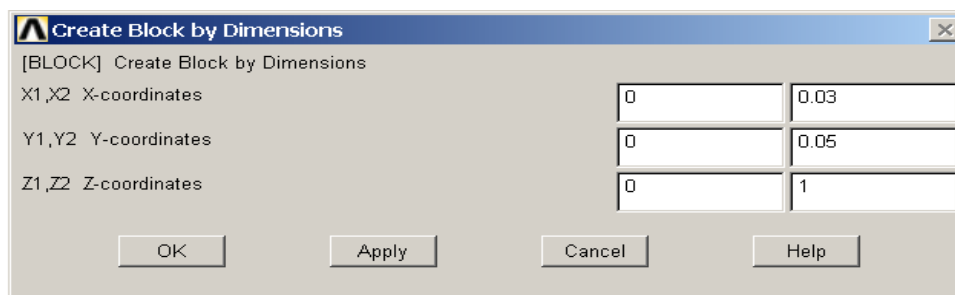 Create Block by Dimensions
[BLOCK] Create Block by Dimensions
X1,X2 X-coordinates 0 0.03
Y1,Y2 Y-coordinates 0 0.05
Z1,Z2 Z-coordinates 0 1
OK Apply Cancel Help